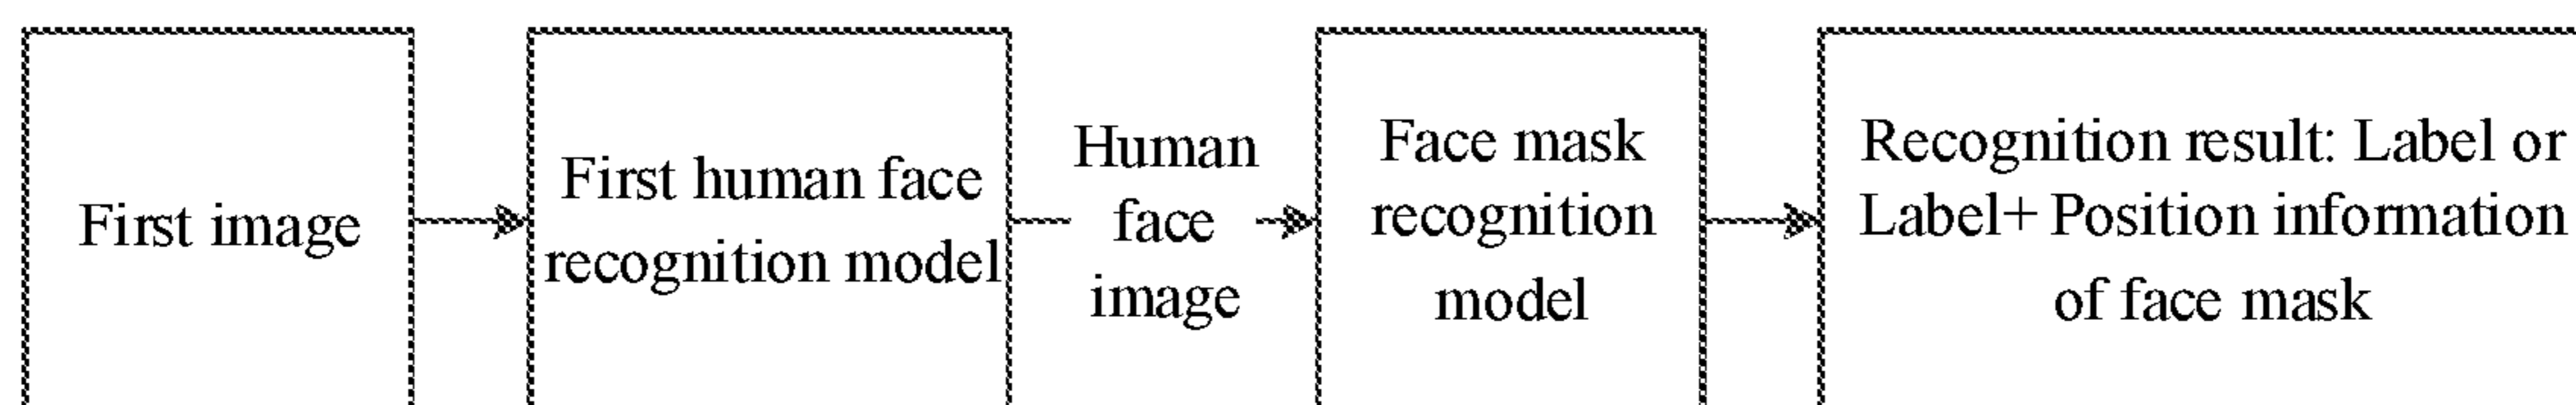 First image
First human face
recognition model
Human
face
image
Face mask
recognition
model
Recognition result: Label or
Label+ Position information
of face mask